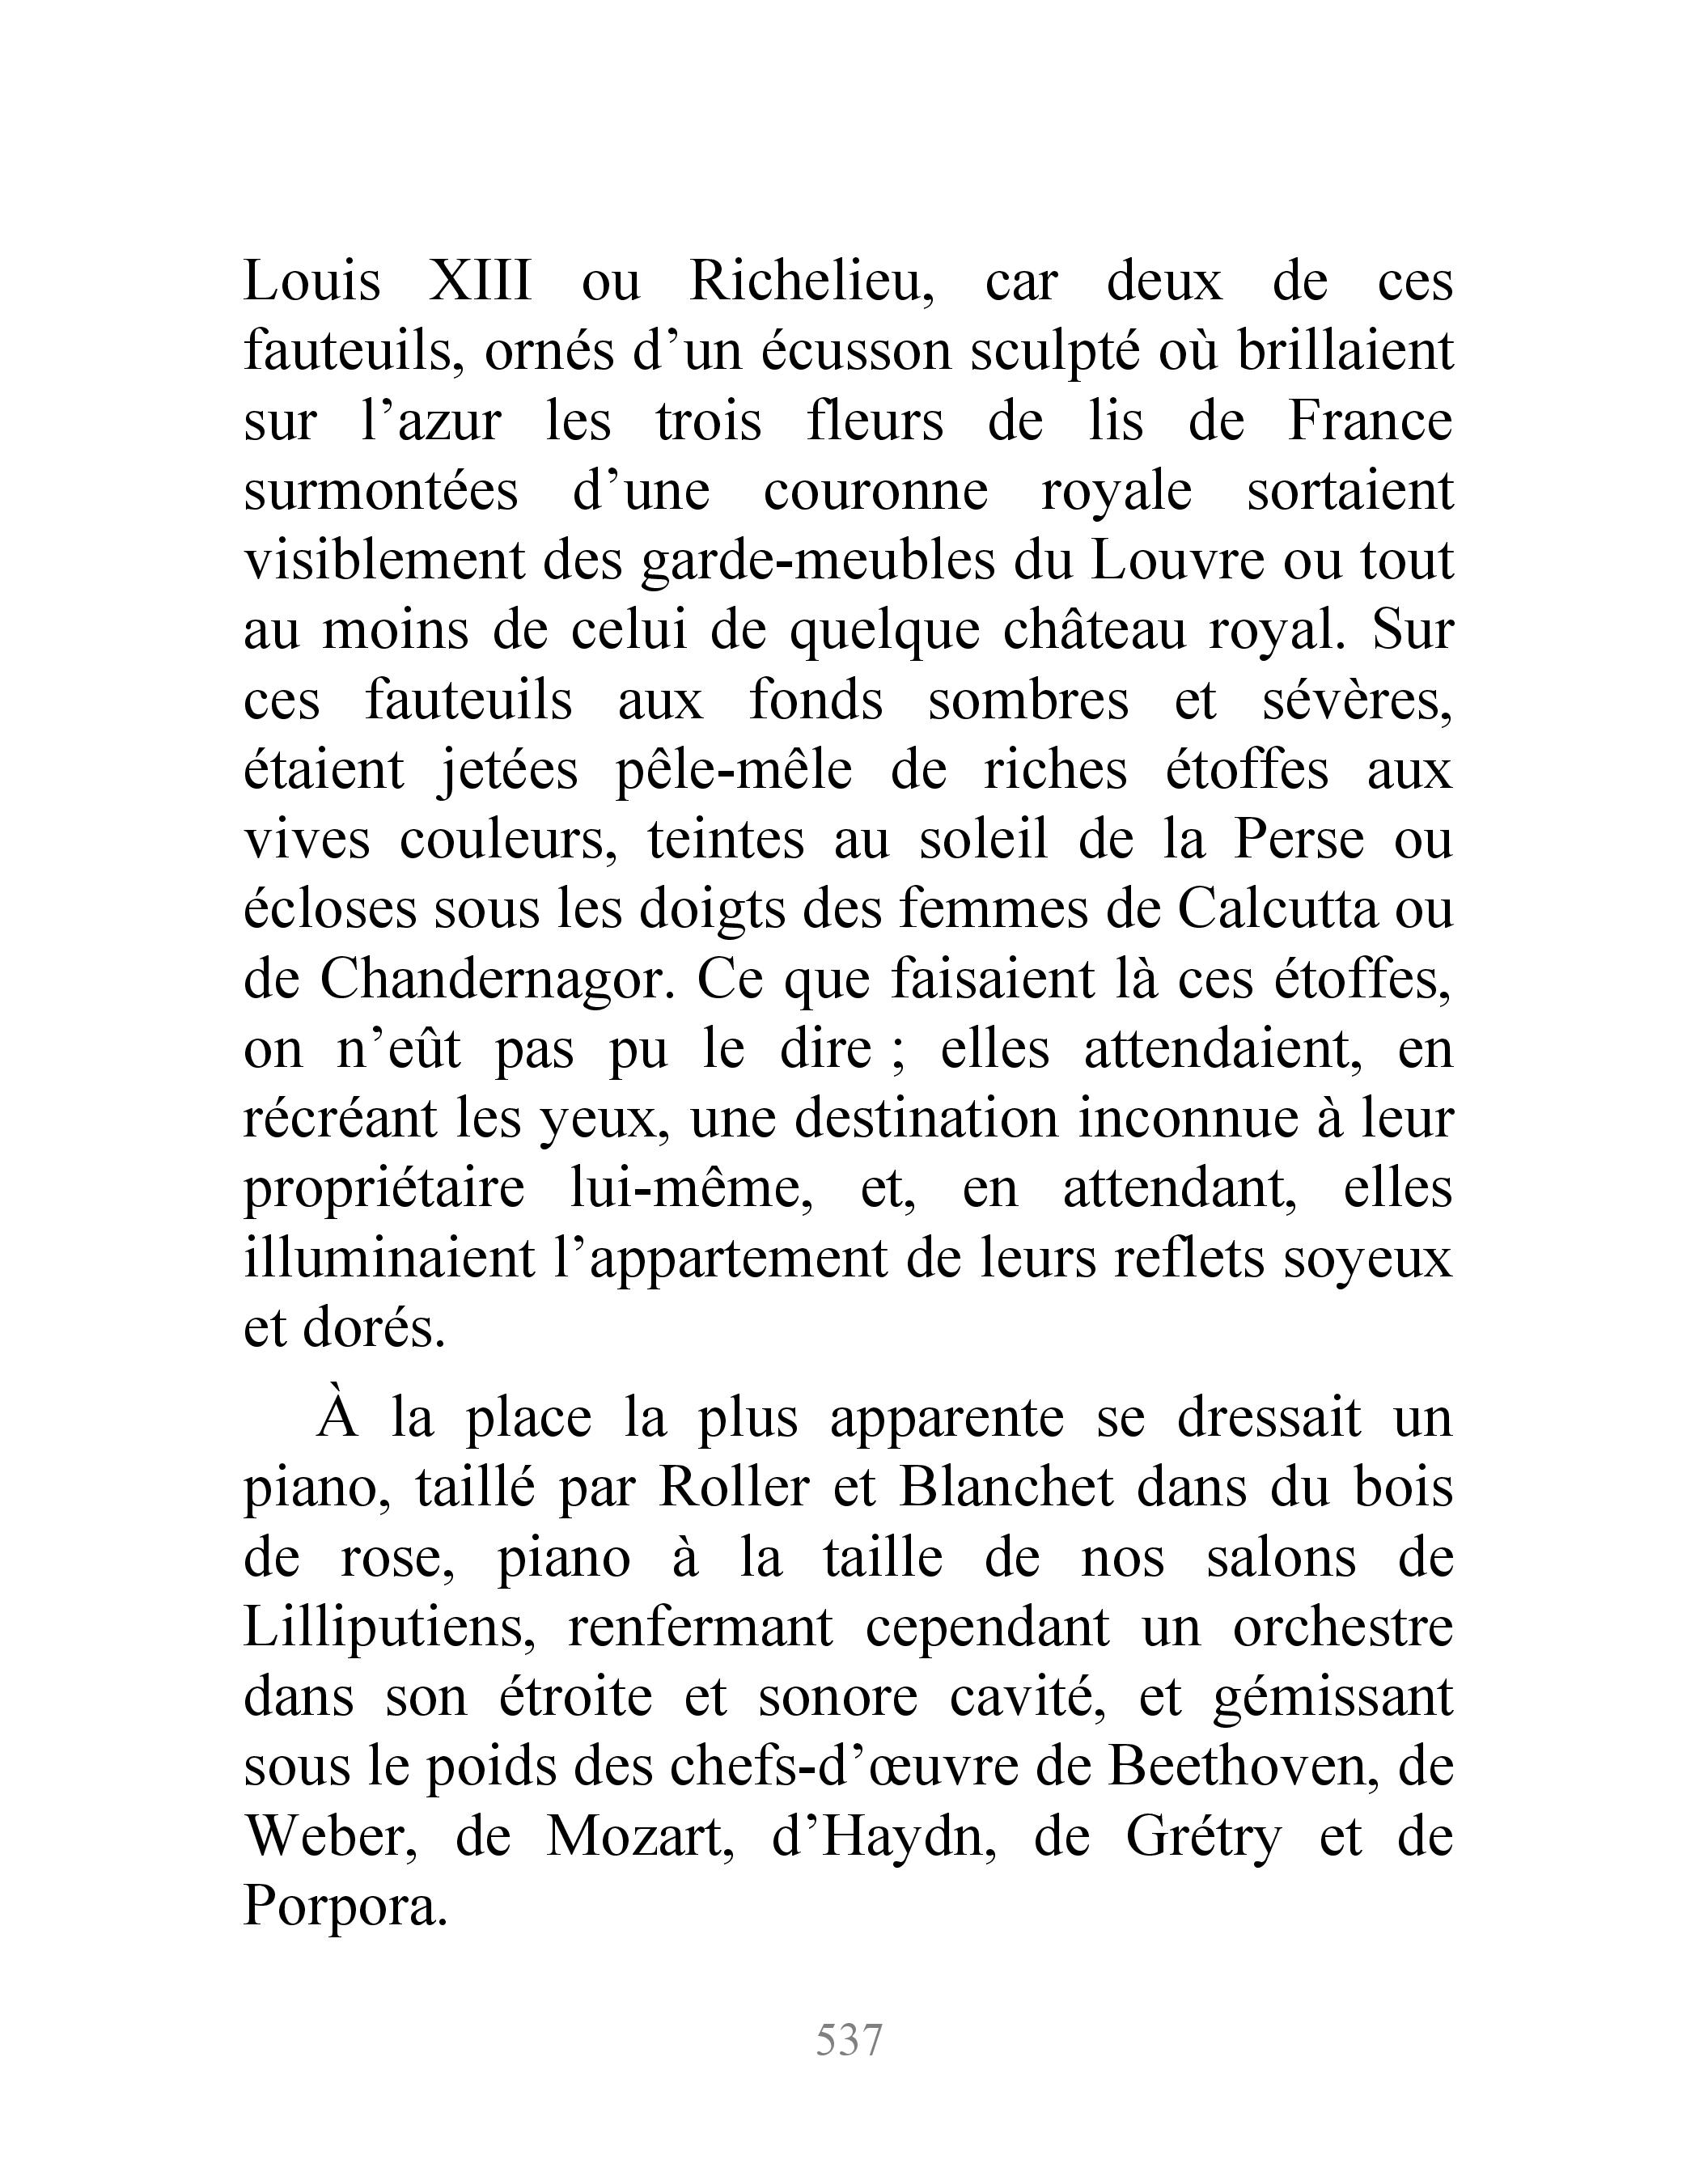 Louis XIII ou Richelieu, car deux de ces
fauteuils, ornés d’un écusson sculpté où brillaient
sur l’azur les trois fleurs de lis de France
surmontées d’une couronne royale sortaient
visiblement des garde-meubles du Louvre ou tout
au moins de celui de quelque château royal. Sur
ces fauteuils aux fonds sombres et sévères,
étaient jetées pêle-mêle de riches étoffes aux
vives couleurs, teintes au soleil de la Perse ou
écloses sous les doigts des femmes de Calcutta ou
de Chandernagor. Ce que faisaient là ces étoffes,
on n’eût pas pu le dire ; elles attendaient, en
récréant les yeux, une destination inconnue à leur
propriétaire lui-même, et, en attendant, elles
illuminaient l’appartement de leurs reflets soyeux
et dorés.
À la place la plus apparente se dressait un
piano, taillé par Roller et Blanchet dans du bois
de rose, piano à la taille de nos salons de
Lilliputiens, renfermant cependant un orchestre
dans son étroite et sonore cavité, et gémissant
sous le poids des chefs-d’œuvre de Beethoven, de
Weber, de Mozart, d’Haydn, de Grétry et de
Porpora.
537